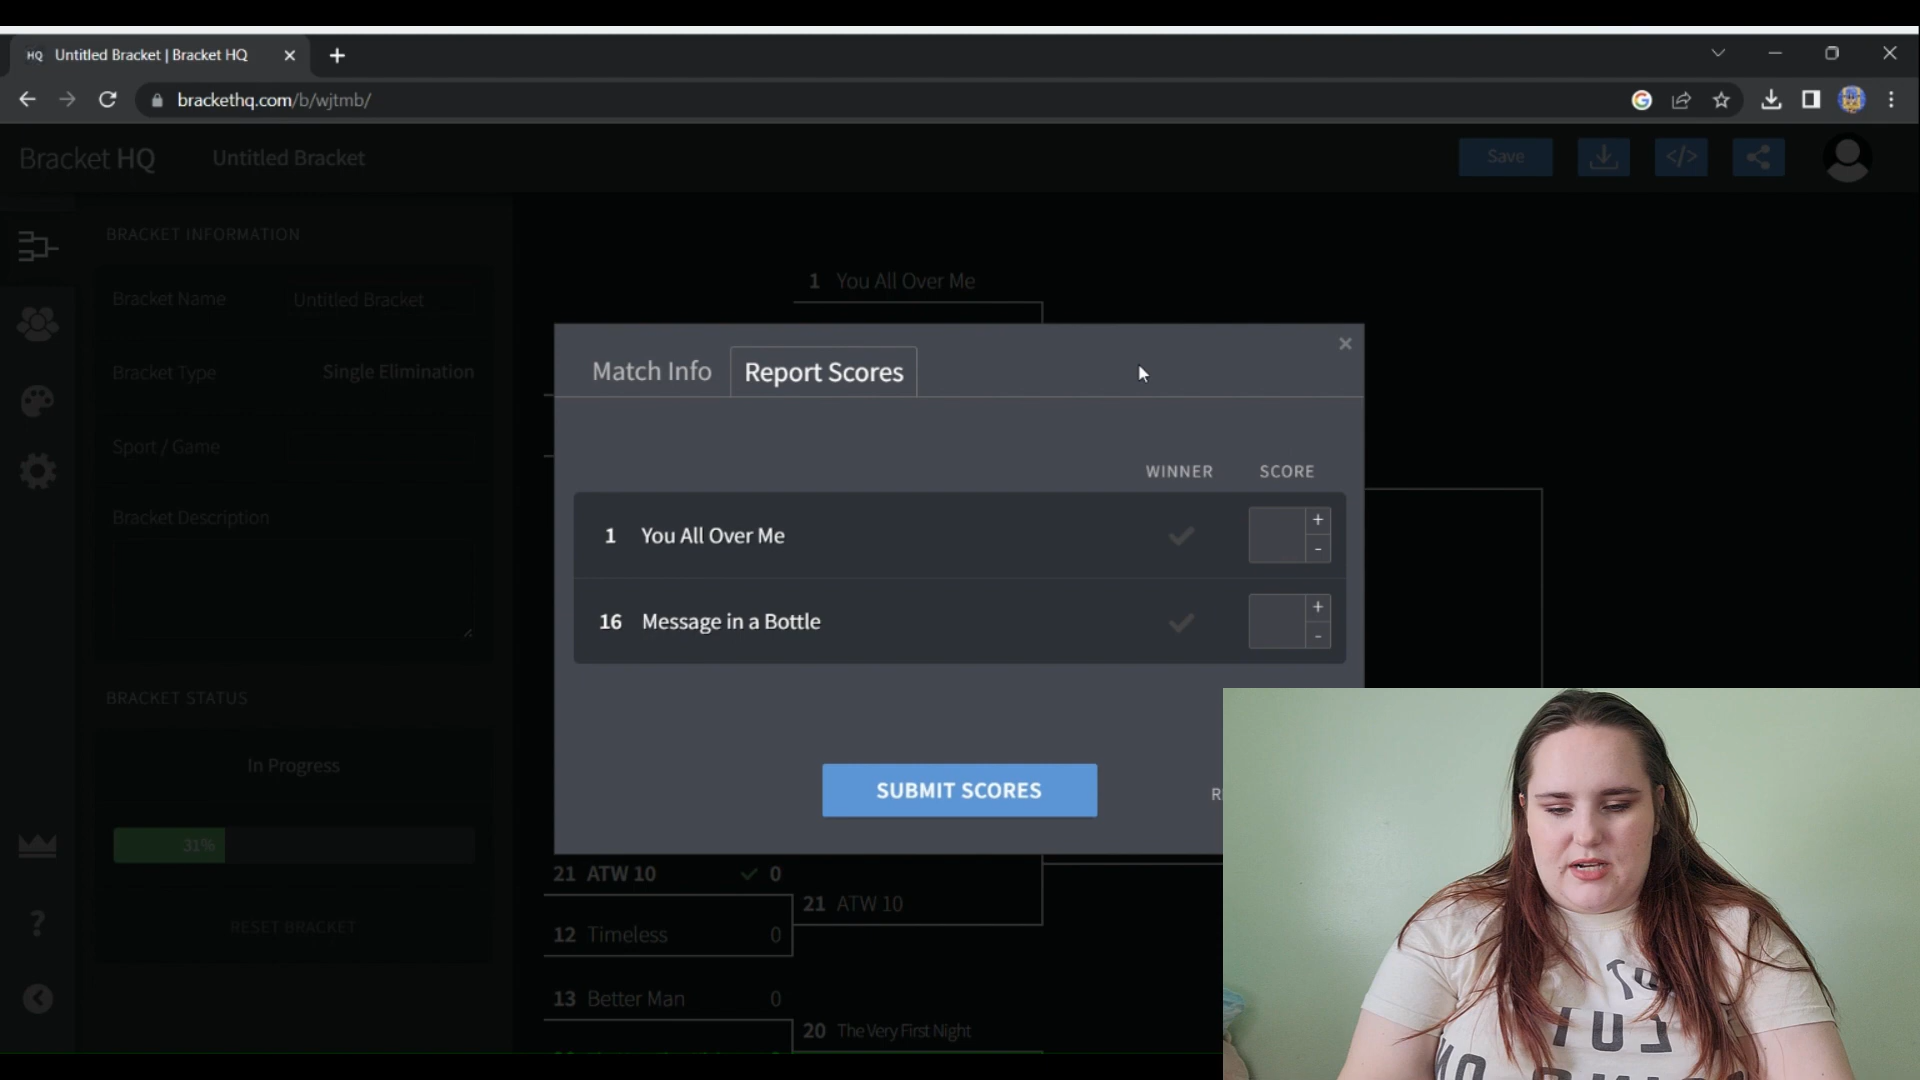 HQ Untitled Bracket | Bracket HQ
brackethq.com/b/wjtmb/
Bracket HQ Untitled Bracket Save </>
BRACKET INFORMATION
Bracket Name Untitled Bracket
Bracket Type Single Elimination
Sport / Game
Bracket Description
BRACKET STATUS
In Progress
31%
RESET BRACKET
1 You All Over Me
Match Info Report Scores ×
WINNER SCORE
1 You All Over Me + -
16 Message in a Bottle + -
SUBMIT SCORES
21 ATW 10 0
21 ATW 10
12 Timeless 0
13 Better Man 0
20 The Very First Night